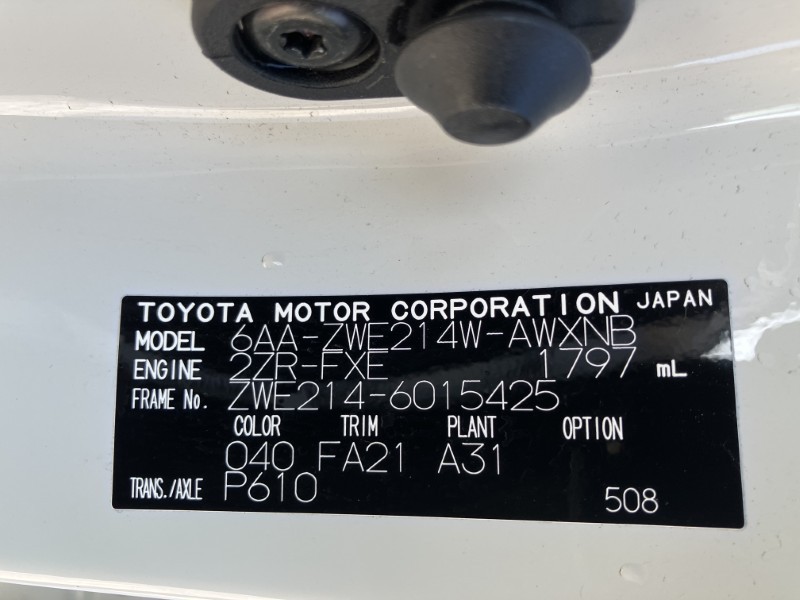 TOYOTA MOTOR CORPORATION JAPAN
MODEL 6AA-ZWE214W-AWXNB
ENGINE 2ZR-FXE 1797 mL
FRAME No. ZWE214-6015425
COLOR TRIM PLANT OPTION
040 FA21 A31
TRANS./AXLE P610 508